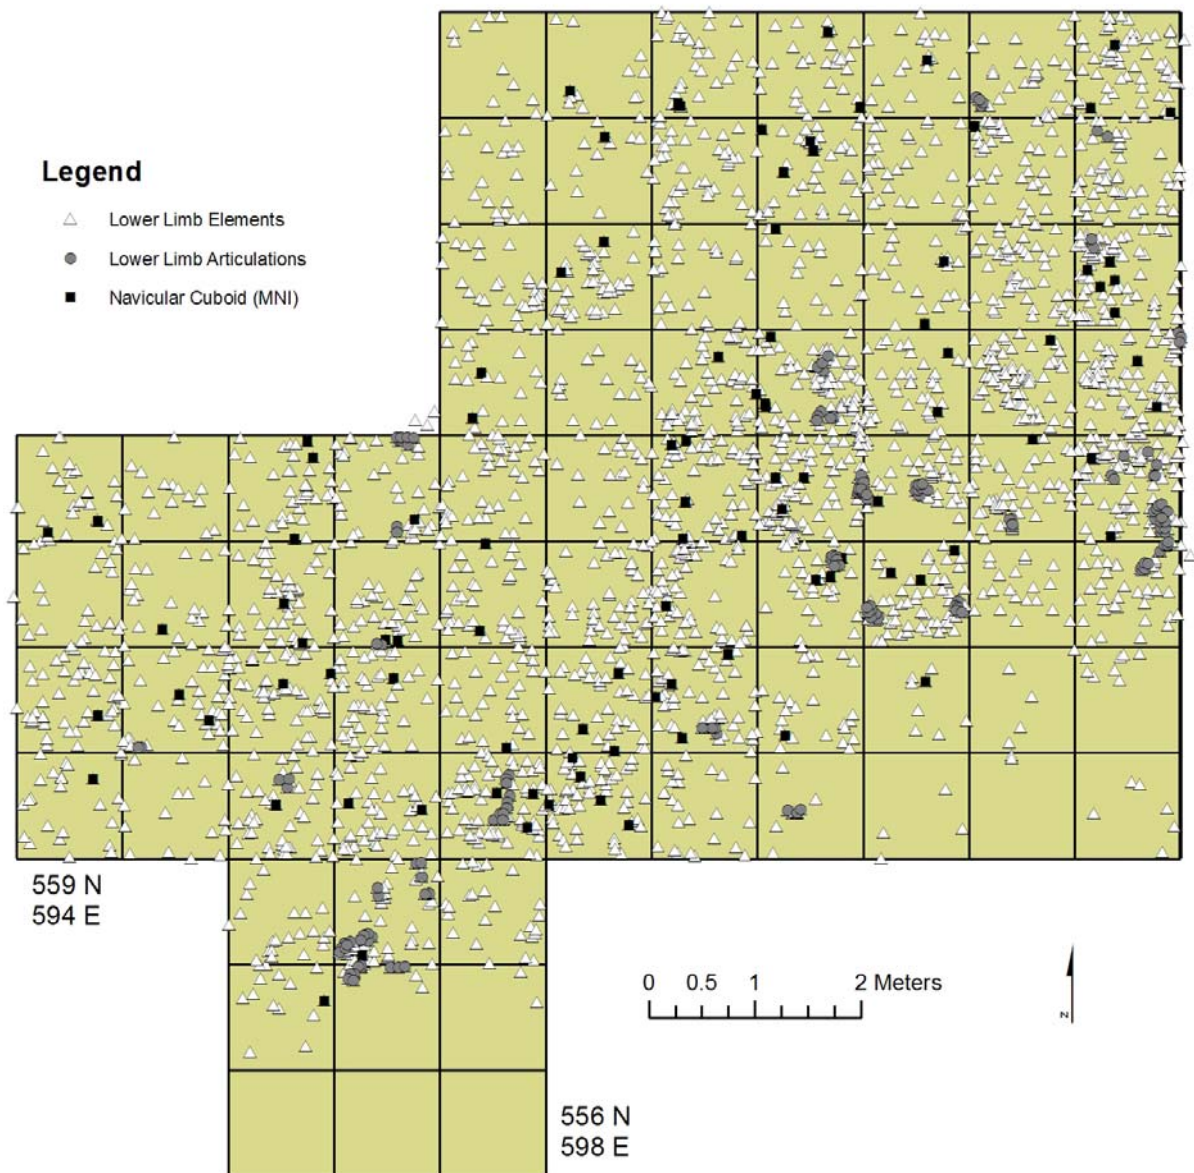 Legend
Lower Limb Elements
Lower Limb Articulations
Navicular Cuboid (MNI)
559 N
594 E
0 0.5 1 2 Meters
N
556 N
598 E